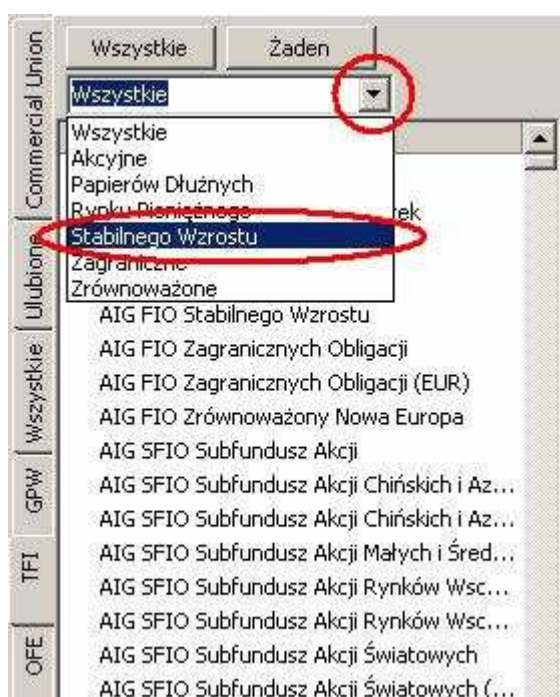 Wszystkie
Żaden
Wszystkie
Wszystkie
Akcyjne
Papierów Dłużnych
Rynku Pieniężnego
rek
Stabilnego Wzrostu
Zagraniczne
Zrównoważone
AIG FIO Stabilnego Wzrostu
AIG FIO Zagranicznych Obligacji
AIG FIO Zagranicznych Obligacji (EUR)
AIG FIO Zrównoważony Nowa Europa
AIG SFIO Subfundusz Akcji
AIG SFIO Subfundusz Akcji Chińskich i Az...
AIG SFIO Subfundusz Akcji Chińskich i Az...
AIG SFIO Subfundusz Akcji Małych i Śred...
AIG SFIO Subfundusz Akcji Rynków Wsc...
AIG SFIO Subfundusz Akcji Rynków Wsc...
AIG SFIO Subfundusz Akcji Światowych
AIG SFIO Subfundusz Akcji Światowych (...
Commercial Union
Ulubione
Wszystkie
GPW
TFI
OFE